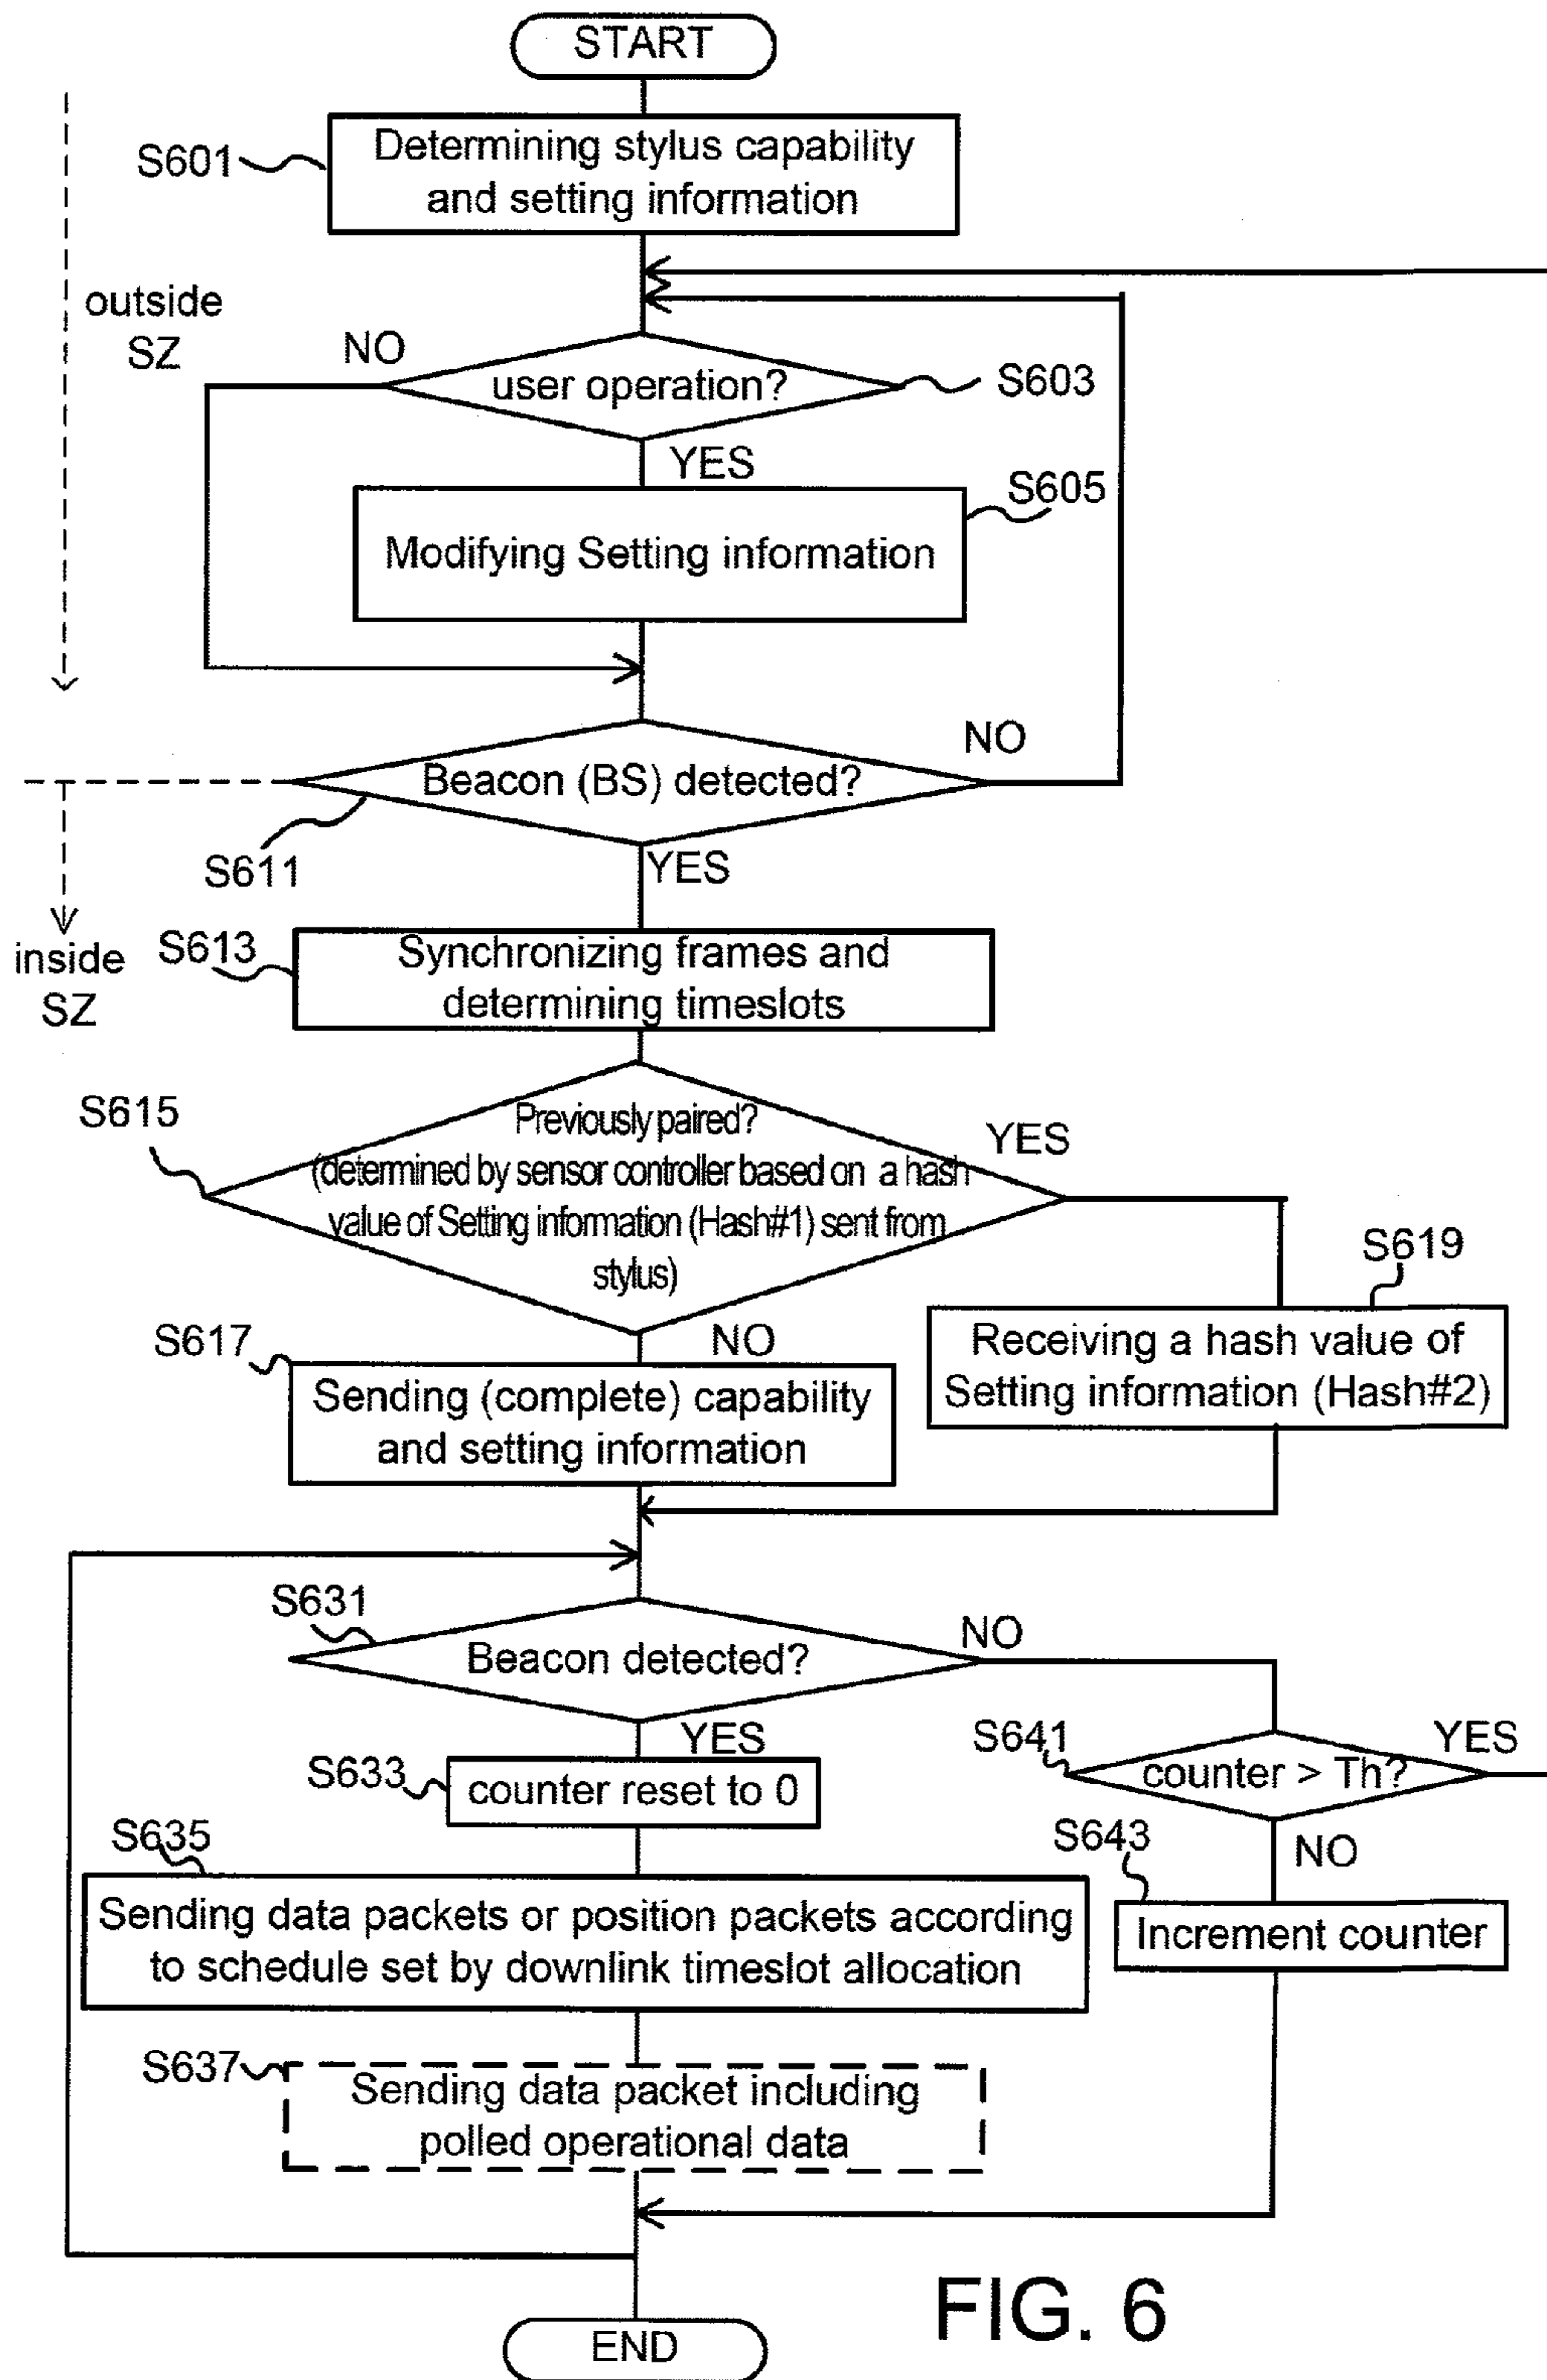 START
S601
Determining stylus capability
and setting information
outside
SZ
NO
user operation?
S603
YES
S605
Modifying Setting information
NO
Beacon (BS) detected?
S611
YES
inside
SZ
S613
Synchronizing frames and
determining timeslots
S615
Previously paired?
(determined by sensor controller based on a hash
value of Setting information (Hash#1) sent from
stylus)
YES
S619
Receiving a hash value of
Setting information (Hash#2)
S617
NO
Sending (complete) capability
and setting information
S631
Beacon detected?
NO
YES
S641
counter > Th?
YES
S633
counter reset to 0
S643
NO
Increment counter
S635
Sending data packets or position packets according
to schedule set by downlink timeslot allocation
S637
Sending data packet including
polled operational data
END
FIG. 6